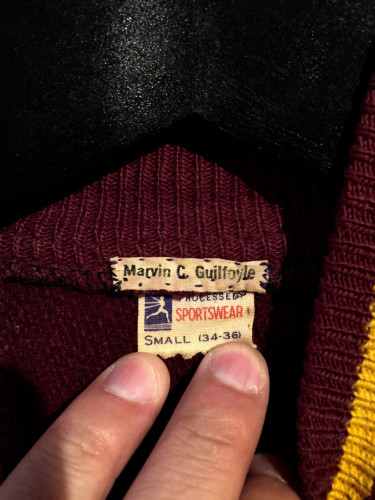 Marvin C. Guilfoyle
PROCESSED
SPORTSWEAR
SMALL (34-36)